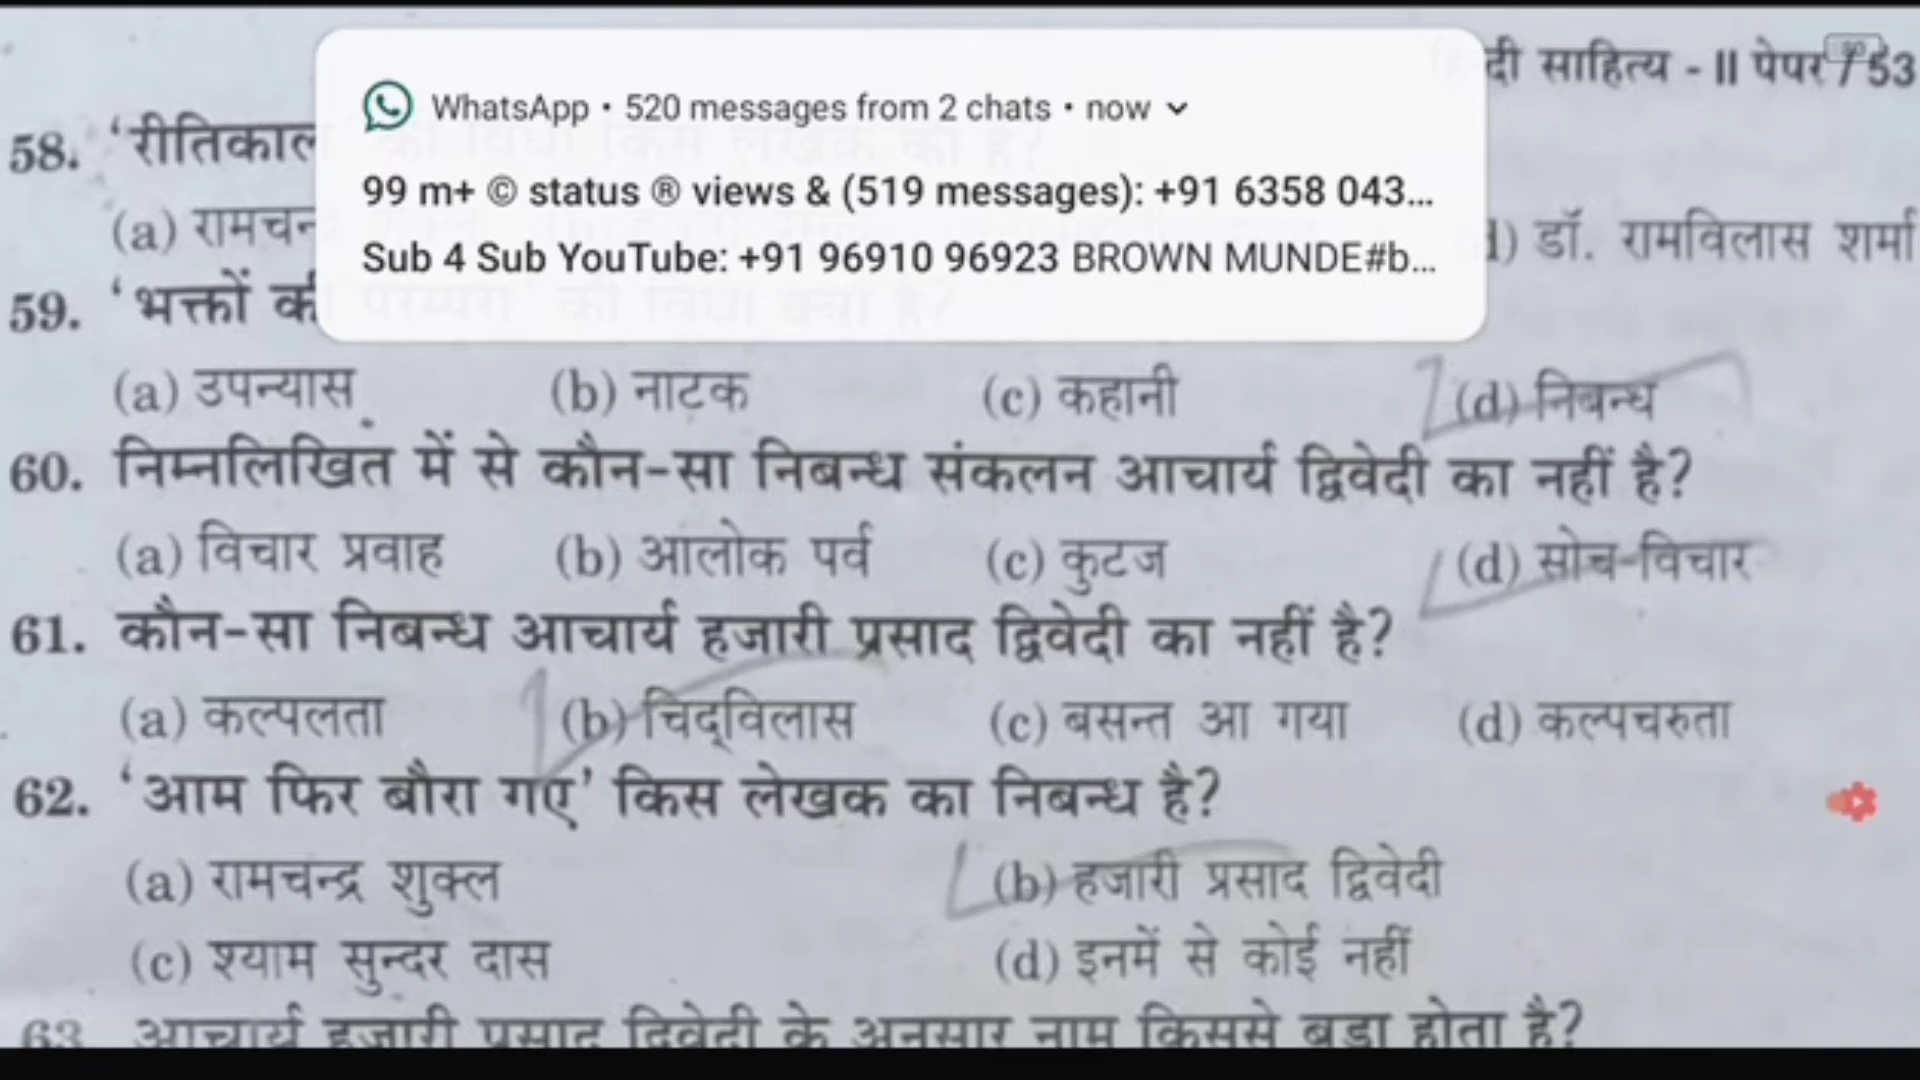 हिन्दी साहित्य - II पेपर / 53
WhatsApp • 520 messages from 2 chats • now
99 m+ © status ® views & (519 messages): +91 6358 043...
Sub 4 Sub YouTube: +91 96910 96923 BROWN MUNDE#b...
58. 'रीतिकाल की विधा किस लेखक की है?
(a) रामचन्द्र शुक्ल (d) डॉ. रामविलास शर्मा
59. 'भक्तों की परम्परा' की विधा क्या है?
(a) उपन्यास (b) नाटक (c) कहानी (d) निबन्ध
60. निम्नलिखित में से कौन-सा निबन्ध संकलन आचार्य द्विवेदी का नहीं है?
(a) विचार प्रवाह (b) आलोक पर्व (c) कुटज (d) सोच-विचार
61. कौन-सा निबन्ध आचार्य हजारी प्रसाद द्विवेदी का नहीं है?
(a) कल्पलता (b) चिद्‌विलास (c) बसन्त आ गया (d) कल्पचरुता
62. 'आम फिर बौरा गए' किस लेखक का निबन्ध है?
(a) रामचन्द्र शुक्ल (b) हजारी प्रसाद द्विवेदी
(c) श्याम सुन्दर दास (d) इनमें से कोई नहीं
63. आचार्य हजारी प्रसाद द्विवेदी के अनुसार नाम किससे बड़ा होता है?